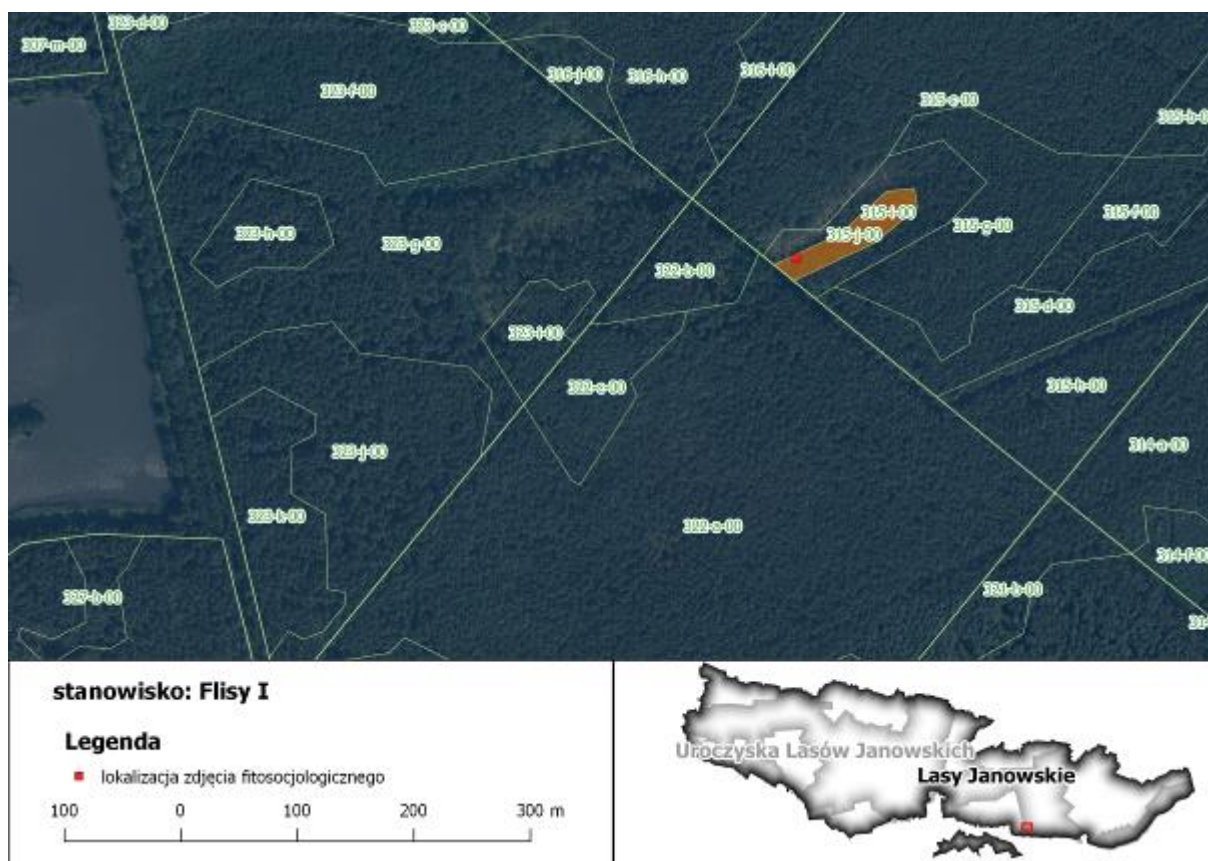 323-d-00
323-c-00
307-m-00
316-j-00
316-h-00
316-i-00
323-f-00
315-c-00
315-b-0
323-h-00
323-g-00
315-i-00
315-j-00
315-g-00
315-f-00
322-b-00
315-d-00
323-i-00
322-c-00
315-h-00
323-j-00
314-a-00
323-k-00
322-a-00
314-f-00
327-b-00
321-b-00
314
stanowisko: Flisy I
Legenda
lokalizacja zdjęcia fitosocjologicznego
100 0 100 200 300 m
Uroczyska Lasów Janowskich
Lasy Janowskie